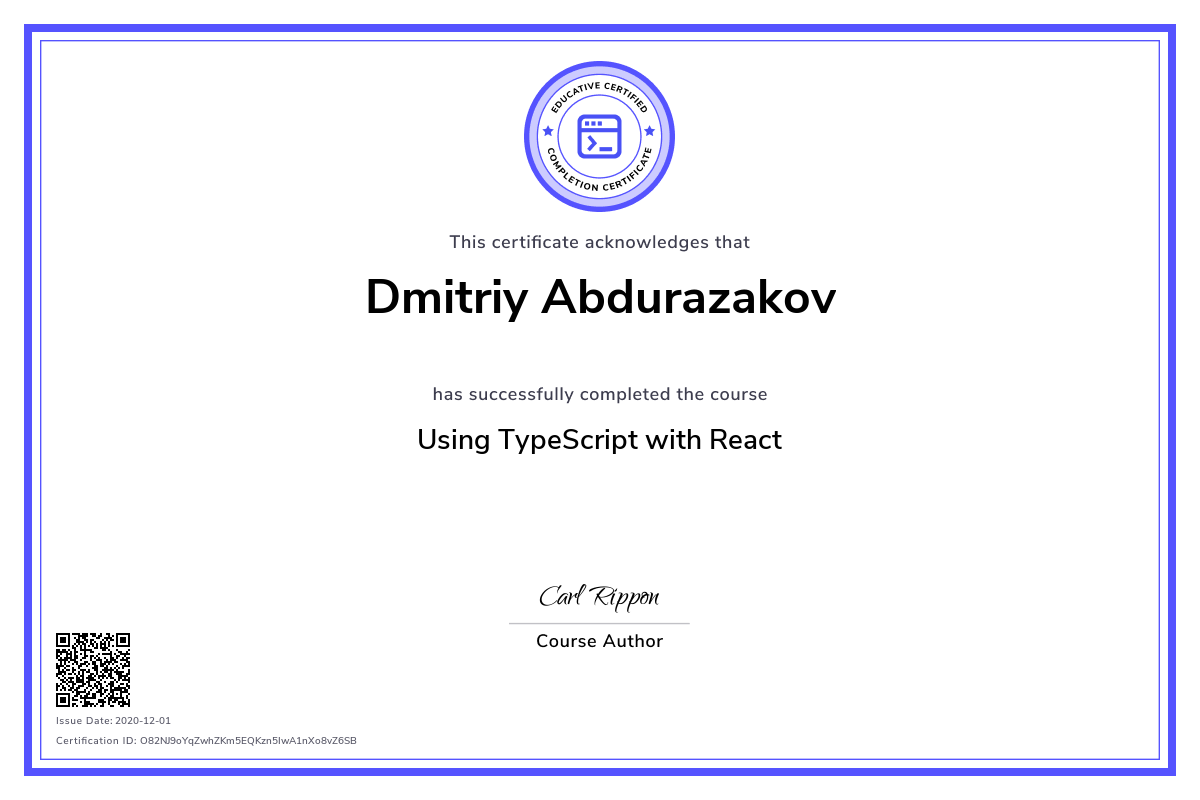 EDUCATIVE CERTIFIED
COMPLETION CERTIFICATE
This certificate acknowledges that
Dmitriy Abdurazakov
has successfully completed the course
Using TypeScript with React
Carl Rippon
Course Author
Issue Date: 2020-12-01
Certification ID: O82NJ9oYqZwhZKm5EQKzn5IwA1nXo8vZ6SB